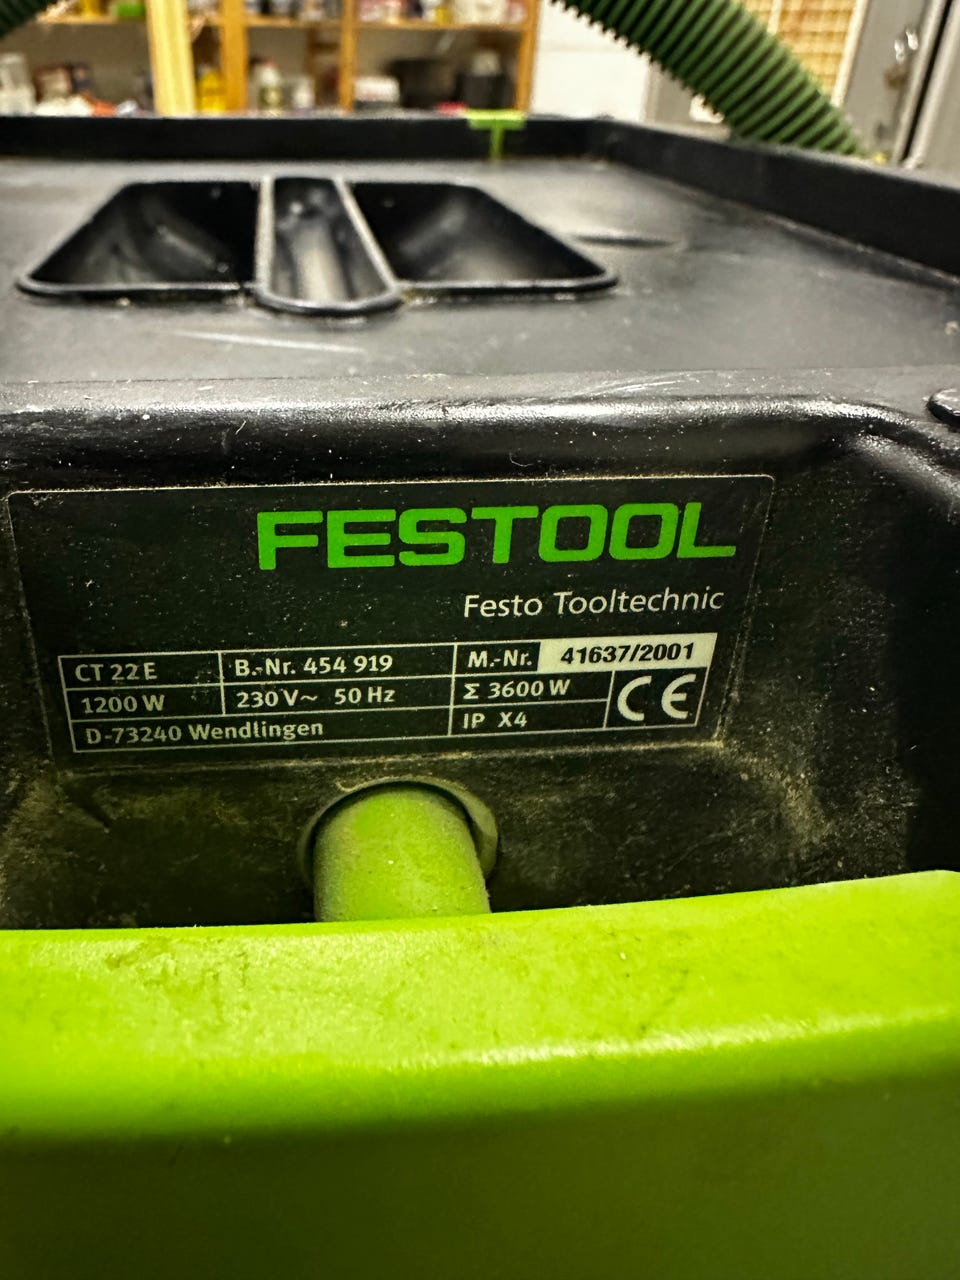 FESTOOL
Festo Tooltechnic
CT 22 E B.-Nr. 454 919 M.-Nr. 41637/2001
1200 W 230 V~ 50 Hz Σ 3600 W CE
D-73240 Wendlingen IP X4